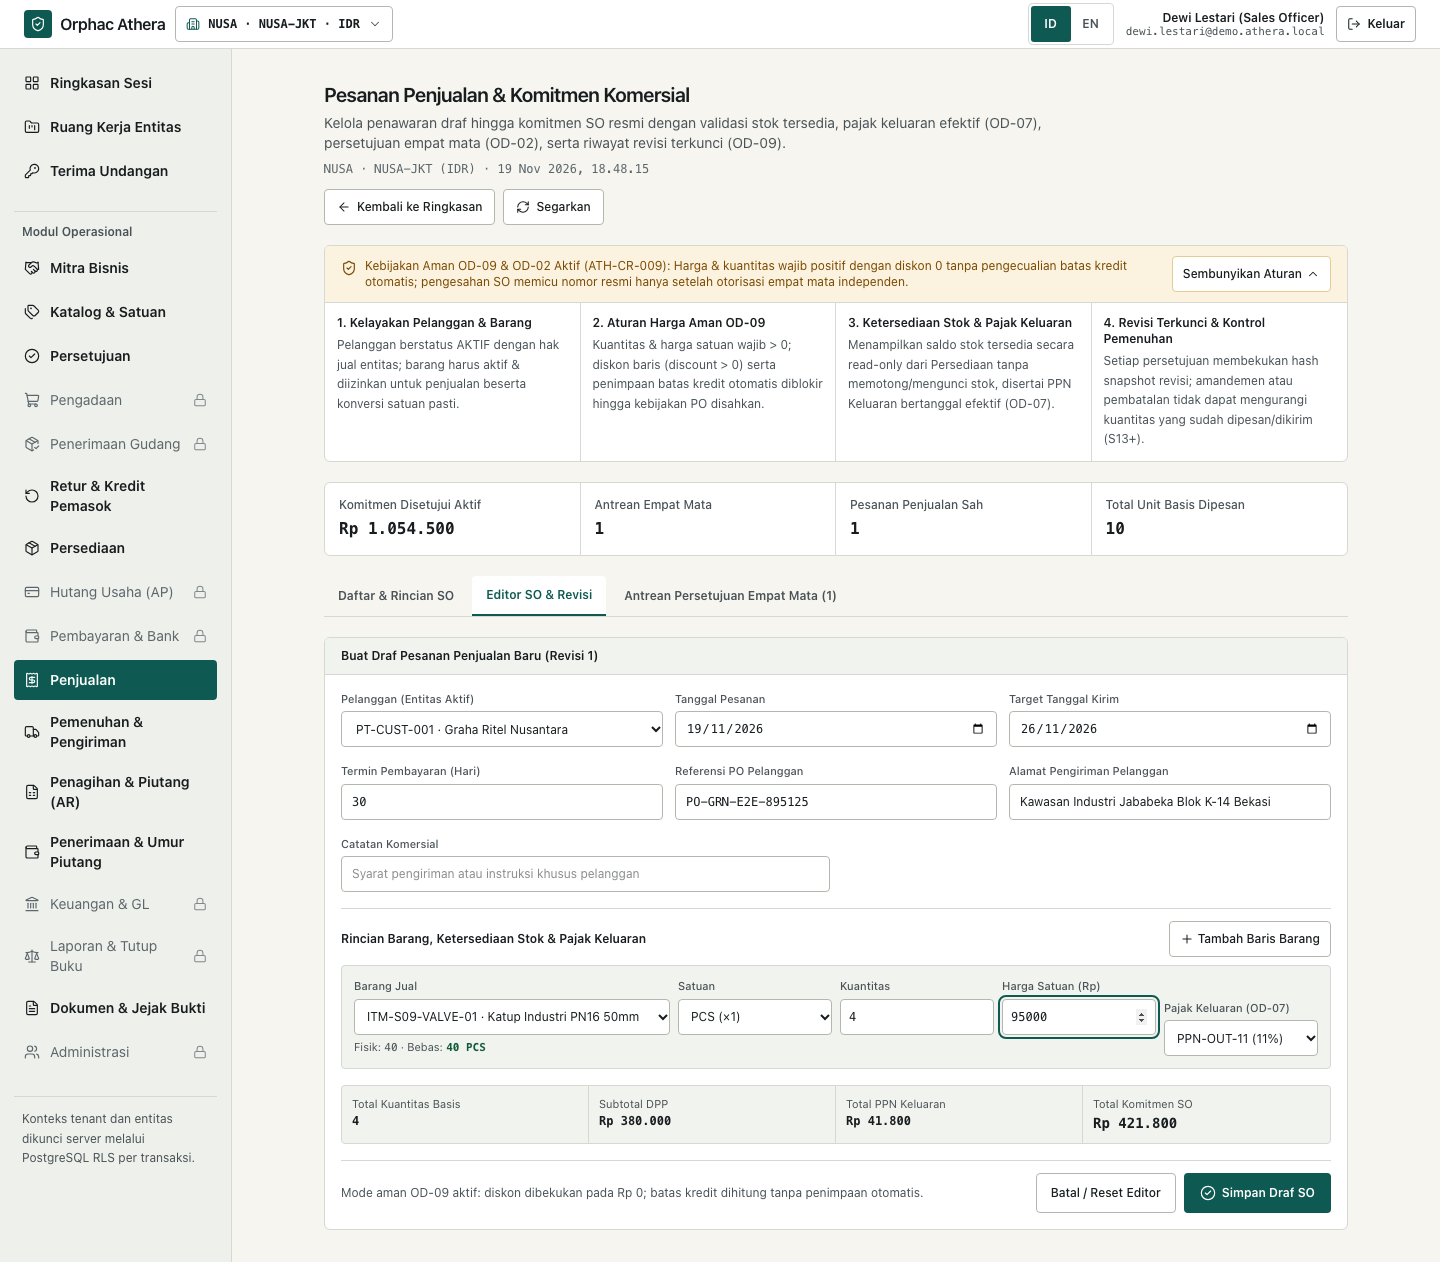 Orphac Athera
NUSA · NUSA-JKT · IDR
ID
EN
Dewi Lestari (Sales Officer)
dewi.lestari@demo.athera.local
Keluar
Ringkasan Sesi
Ruang Kerja Entitas
Terima Undangan
Modul Operasional
Mitra Bisnis
Katalog & Satuan
Persetujuan
Pengadaan
Penerimaan Gudang
Retur & Kredit
Pemasok
Persediaan
Hutang Usaha (AP)
Pembayaran & Bank
Penjualan
Pemenuhan &
Pengiriman
Penagihan & Piutang
(AR)
Penerimaan & Umur
Piutang
Keuangan & GL
Laporan & Tutup
Buku
Dokumen & Jejak Bukti
Administrasi
Konteks tenant dan entitas
dikunci server melalui
PostgreSQL RLS per transaksi.
Pesanan Penjualan & Komitmen Komersial
Kelola penawaran draf hingga komitmen SO resmi dengan validasi stok tersedia, pajak keluaran efektif (OD-07),
persetujuan empat mata (OD-02), serta riwayat revisi terkunci (OD-09).
NUSA · NUSA-JKT (IDR) · 19 Nov 2026, 18.48.15
Kembali ke Ringkasan
Segarkan
Kebijakan Aman OD-09 & OD-02 Aktif (ATH-CR-009): Harga & kuantitas wajib positif dengan diskon 0 tanpa pengecualian batas kredit
otomatis; pengesahan SO memicu nomor resmi hanya setelah otorisasi empat mata independen.
Sembunyikan Aturan
1. Kelayakan Pelanggan & Barang
Pelanggan berstatus AKTIF dengan hak
jual entitas; barang harus aktif &
diizinkan untuk penjualan beserta
konversi satuan pasti.
2. Aturan Harga Aman OD-09
Kuantitas & harga satuan wajib > 0;
diskon baris (discount > 0) serta
penimpaan batas kredit otomatis diblokir
hingga kebijakan PO disahkan.
3. Ketersediaan Stok & Pajak Keluaran
Menampilkan saldo stok tersedia secara
read-only dari Persediaan tanpa
memotong/mengunci stok, disertai PPN
Keluaran bertanggal efektif (OD-07).
4. Revisi Terkunci & Kontrol
Pemenuhan
Setiap persetujuan membekukan hash
snapshot revisi; amandemen atau
pembatalan tidak dapat mengurangi
kuantitas yang sudah dipesan/dikirim
(S13+).
Komitmen Disetujui Aktif
Rp 1.054.500
Antrean Empat Mata
1
Pesanan Penjualan Sah
1
Total Unit Basis Dipesan
10
Daftar & Rincian SO
Editor SO & Revisi
Antrean Persetujuan Empat Mata (1)
Buat Draf Pesanan Penjualan Baru (Revisi 1)
Pelanggan (Entitas Aktif)
PT-CUST-001 · Graha Ritel Nusantara
Tanggal Pesanan
19/11/2026
Target Tanggal Kirim
26/11/2026
Termin Pembayaran (Hari)
30
Referensi PO Pelanggan
PO-GRN-E2E-895125
Alamat Pengiriman Pelanggan
Kawasan Industri Jababeka Blok K-14 Bekasi
Catatan Komersial
Syarat pengiriman atau instruksi khusus pelanggan
Rincian Barang, Ketersediaan Stok & Pajak Keluaran
Tambah Baris Barang
Barang Jual
ITM-S09-VALVE-01 · Katup Industri PN16 50mm
Fisik: 40 · Bebas: 40 PCS
Satuan
PCS (×1)
Kuantitas
4
Harga Satuan (Rp)
95000
Pajak Keluaran (OD-07)
PPN-OUT-11 (11%)
Total Kuantitas Basis
4
Subtotal DPP
Rp 380.000
Total PPN Keluaran
Rp 41.800
Total Komitmen SO
Rp 421.800
Mode aman OD-09 aktif: diskon dibekukan pada Rp 0; batas kredit dihitung tanpa penimpaan otomatis.
Batal / Reset Editor
Simpan Draf SO